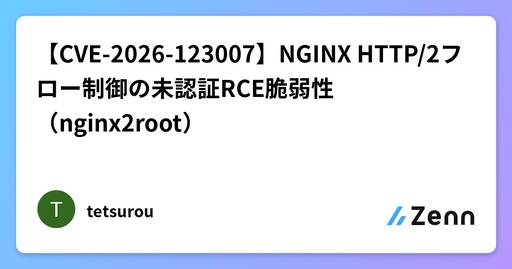 【CVE-2026-123007】NGINX HTTP/2フ
ロー制御の未認証RCE脆弱性
（nginx2root）
T
tetsurou
Zenn